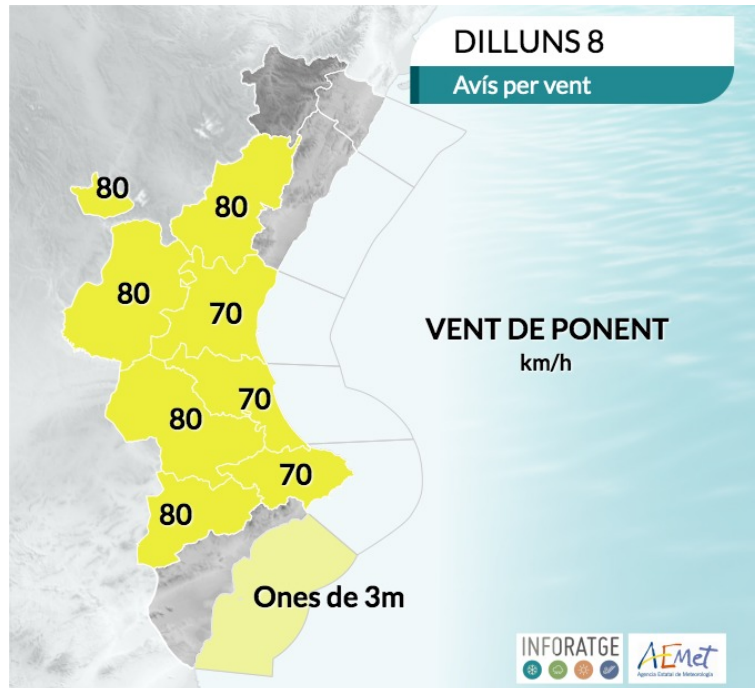 DILLUNS 8
Avís per vent
80
80
80
70
VENT DE PONENT
km/h
70
80
70
80
Ones de 3m
INFORATGE
AEMet
Agencia Estatal de Meteorología